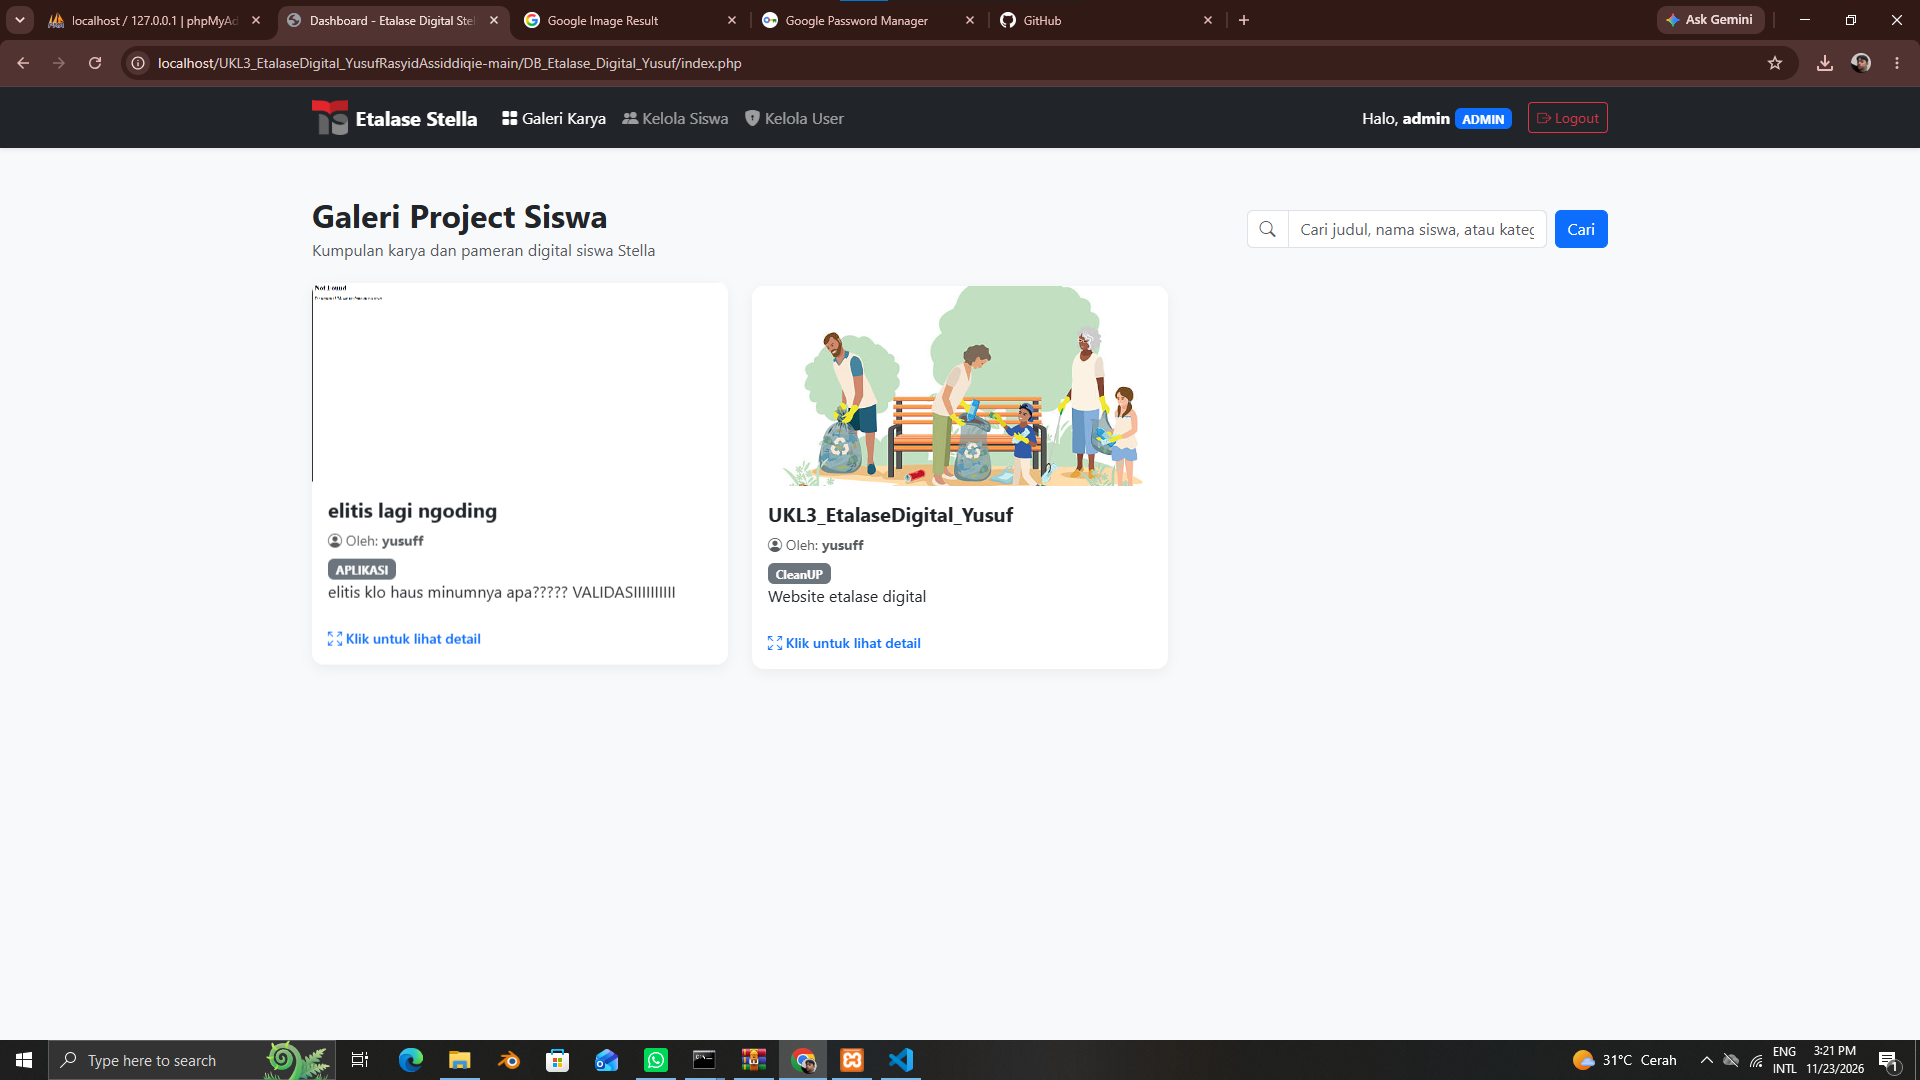 localhost / 127.0.0.1 | phpMyAd
Dashboard - Etalase Digital Stel
Google Image Result
Google Password Manager
GitHub
Ask Gemini
localhost/UKL3_EtalaseDigital_YusufRasyidAssiddiqie-main/DB_Etalase_Digital_Yusuf/index.php
Etalase Stella
Galeri Karya
Kelola Siswa
Kelola User
Halo, admin ADMIN
Logout
Galeri Project Siswa
Kumpulan karya dan pameran digital siswa Stella
Cari judul, nama siswa, atau kateg
Cari
Not Found
elitis lagi ngoding
Oleh: yusuff
APLIKASI
elitis klo haus minumnya apa????? VALIDASIIIIIIIIII
Klik untuk lihat detail
UKL3_EtalaseDigital_Yusuf
Oleh: yusuff
CleanUP
Website etalase digital
Klik untuk lihat detail
Type here to search
31°C Cerah
ENG
INTL
3:21 PM
11/23/2026
1